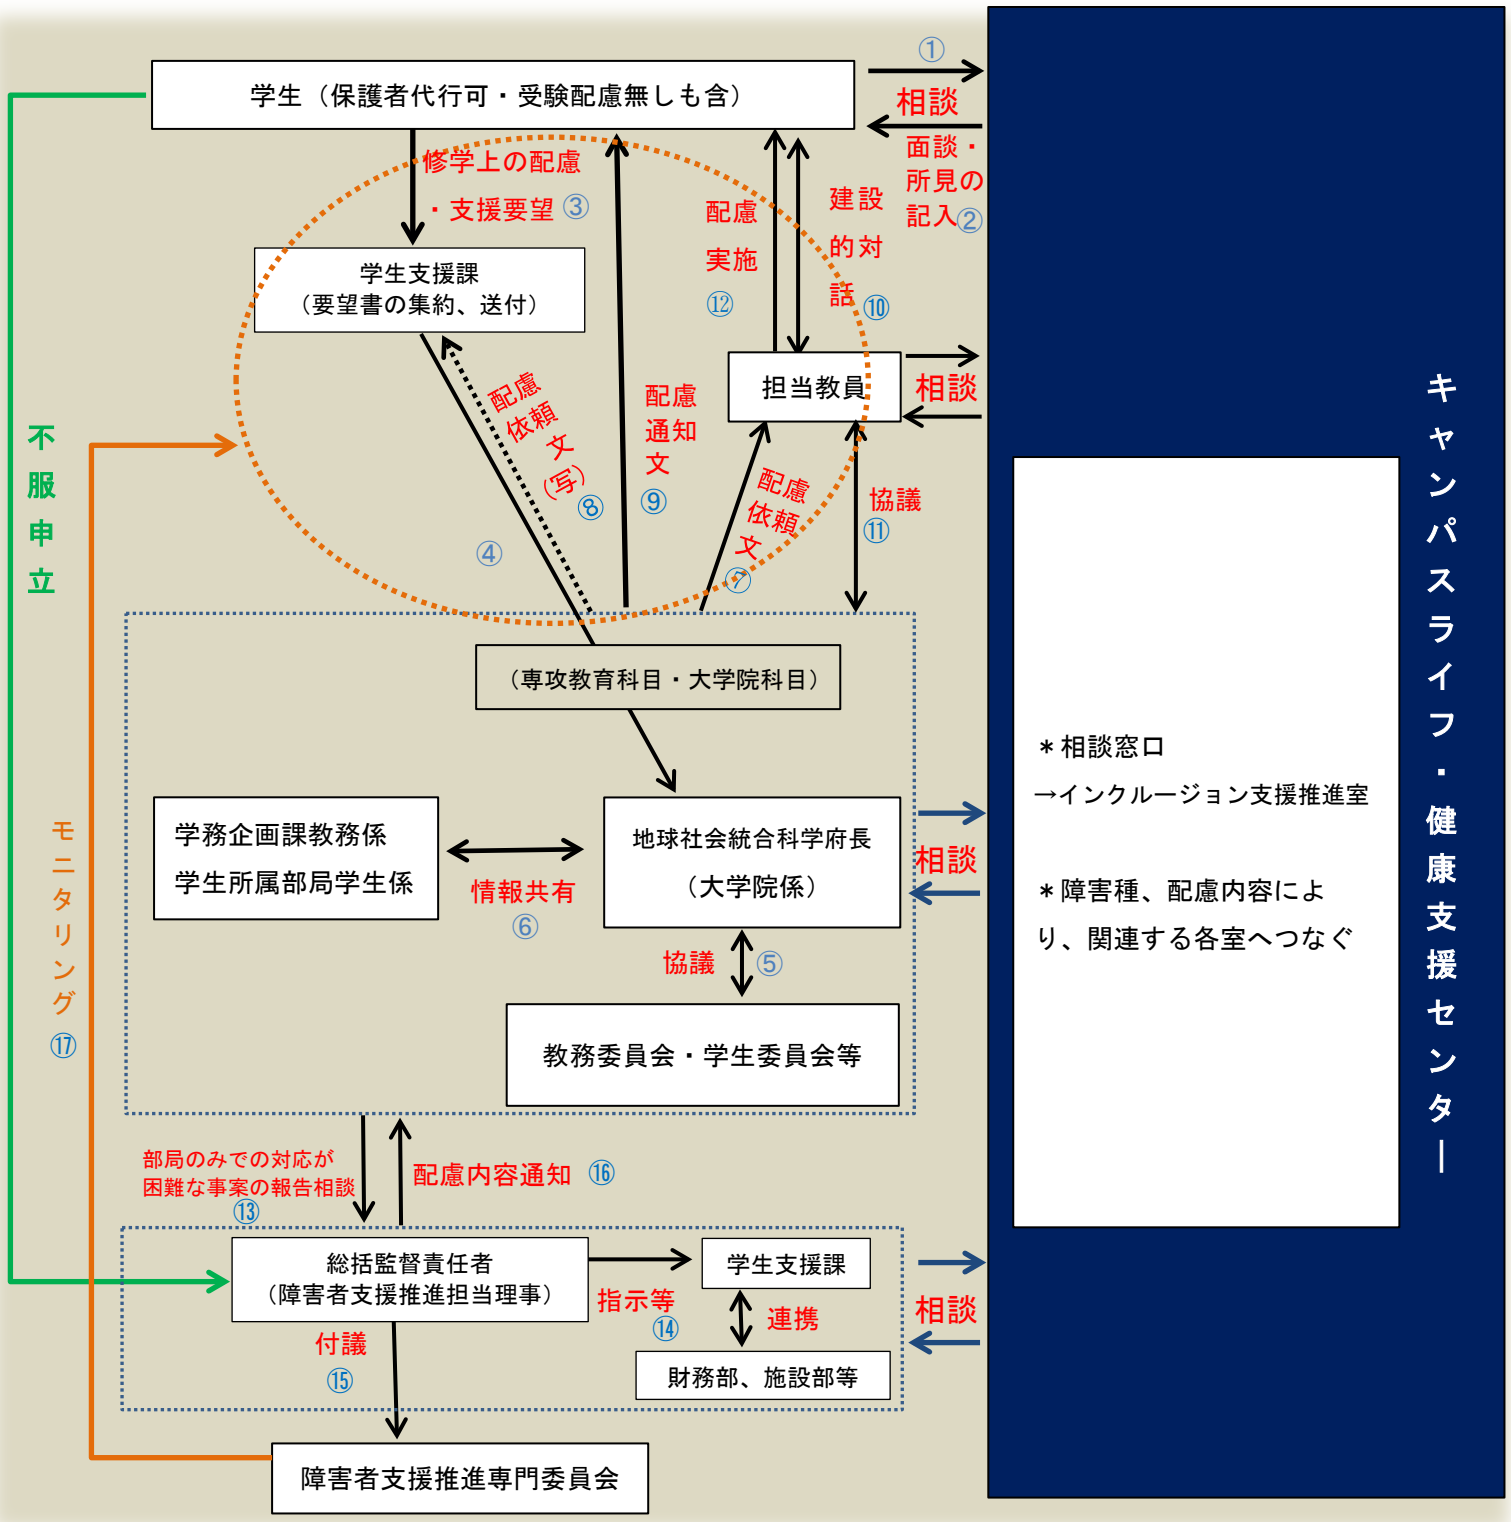 ①
学生（保護者代行可・受験配慮無しも含）
相談
面談・
所見の
記入②
修学上の配慮
・支援要望③
配慮
実施
⑫
建設
的対
話⑩
学生支援課
（要望書の集約、送付）
担当教員
相談
配慮
依頼
文
（写）
⑧
配慮
通知
文
⑨
配慮
依頼
文
⑦
協議
⑪
④
不服申立
（専攻教育科目・大学院科目）
学務企画課教務係
学生所属部局学生係
情報共有
⑥
地球社会統合科学府長
（大学院係）
相談
協議⑤
教務委員会・学生委員会等
モニタリング
⑰
部局のみでの対応が
困難な事案の報告相談
⑬
配慮内容通知⑯
総括監督責任者
（障害者支援推進担当理事）
指示等
⑭
学生支援課
連携
財務部、施設部等
相談
付議
⑮
障害者支援推進専門委員会
＊相談窓口
→インクルージョン支援推進室
＊障害種、配慮内容によ
り、関連する各室へつなぐ
キャンパスライフ・健康支援センター